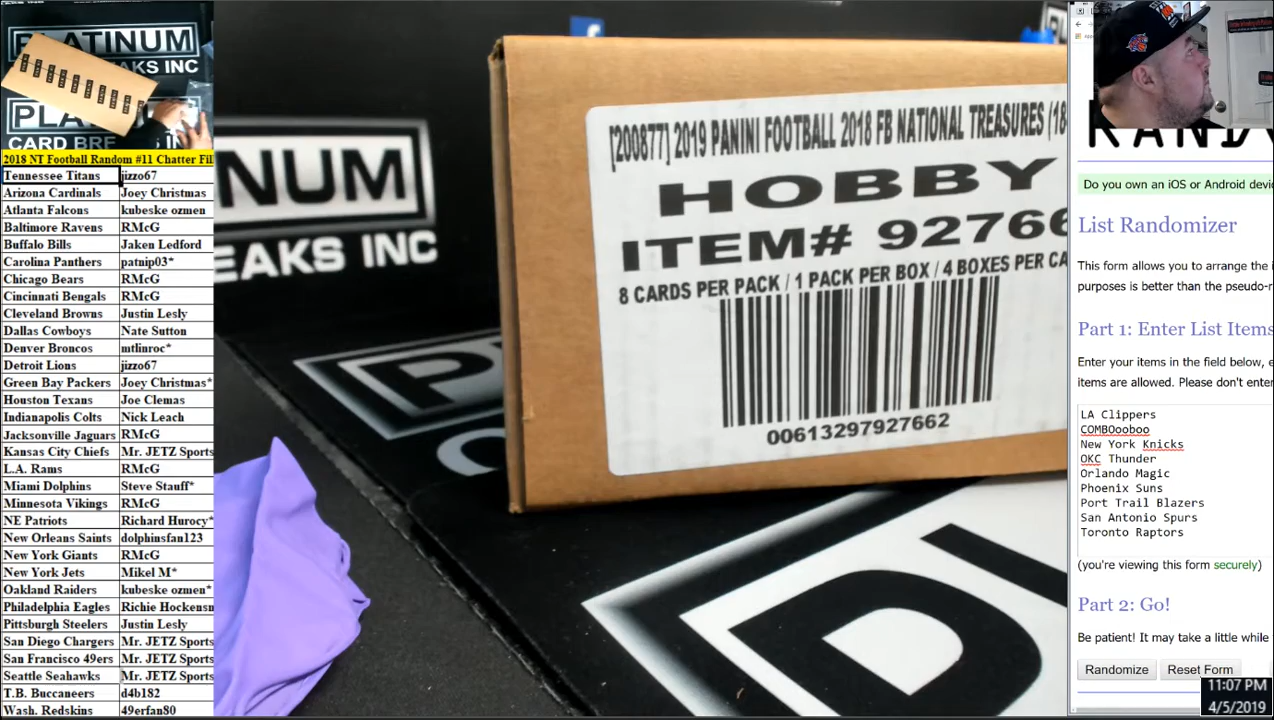 PLATINUM
BREAKS INC
PLA
CARD BRE
2018 NT Football Random #11 Chatter Fil
Tennessee Titans jizzo67
Arizona Cardinals Joey Christmas
Atlanta Falcons kubeske ozmen
Baltimore Ravens RMcG
Buffalo Bills Jaken Ledford
Carolina Panthers patnip03*
Chicago Bears RMcG
Cincinnati Bengals RMcG
Cleveland Browns Justin Lesly
Dallas Cowboys Nate Sutton
Denver Broncos mtlinroc*
Detroit Lions jizzo67
Green Bay Packers Joey Christmas*
Houston Texans Joe Clemas
Indianapolis Colts Nick Leach
Jacksonville Jaguars RMcG
Kansas City Chiefs Mr. JETZ Sports
L.A. Rams RMcG
Miami Dolphins Steve Stauff*
Minnesota Vikings RMcG
NE Patriots Richard Hurocy*
New Orleans Saints dolphinsfan123
New York Giants RMcG
New York Jets Mikel M*
Oakland Raiders kubeske ozmen*
Philadelphia Eagles Richie Hockensm
Pittsburgh Steelers Justin Lesly
San Diego Chargers Mr. JETZ Sports
San Francisco 49ers Mr. JETZ Sports
Seattle Seahawks Mr. JETZ Sports
T.B. Buccaneers d4b182
Wash. Redskins 49erfan80
NUM
EAKS INC
[200877] 2019 PANINI FOOTBALL 2018 FB NATIONAL TREASURES (18
HOBBY
ITEM# 92766
8 CARDS PER PACK / 1 PACK PER BOX / 4 BOXES PER CA
00613297927662
RAND
Do you own an iOS or Android devi
List Randomizer
This form allows you to arrange the i
purposes is better than the pseudo-r
Part 1: Enter List Items
Enter your items in the field below, e
items are allowed. Please don't enter
LA Clippers
COMBOooboo
New York Knicks
OKC Thunder
Orlando Magic
Phoenix Suns
Port Trail Blazers
San Antonio Spurs
Toronto Raptors
(you're viewing this form securely)
Part 2: Go!
Be patient! It may take a little while
Randomize Reset Form
11:07 PM
4/5/2019